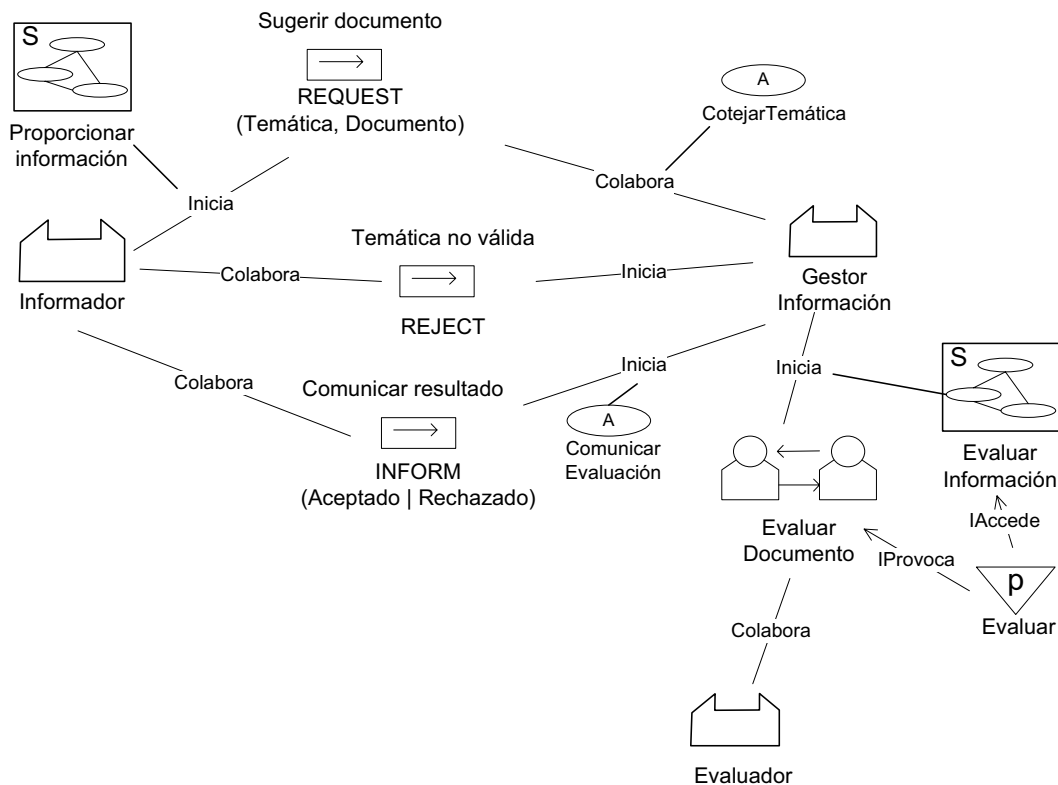 Sugerir documento
S
REQUEST
(Temática, Documento)
A
CotejarTemática
Proporcionar
información
Inicia
Colabora
Temática no válida
Colabora
Inicia
Informador
REJECT
Gestor
Información
Colabora
Comunicar resultado
Inicia
Inicia
S
A
Comunicar
Evaluación
INFORM
(Aceptado | Rechazado)
Evaluar
Información
IAccede
Evaluar
Documento
IProvoca
p
Evaluar
Colabora
Evaluador